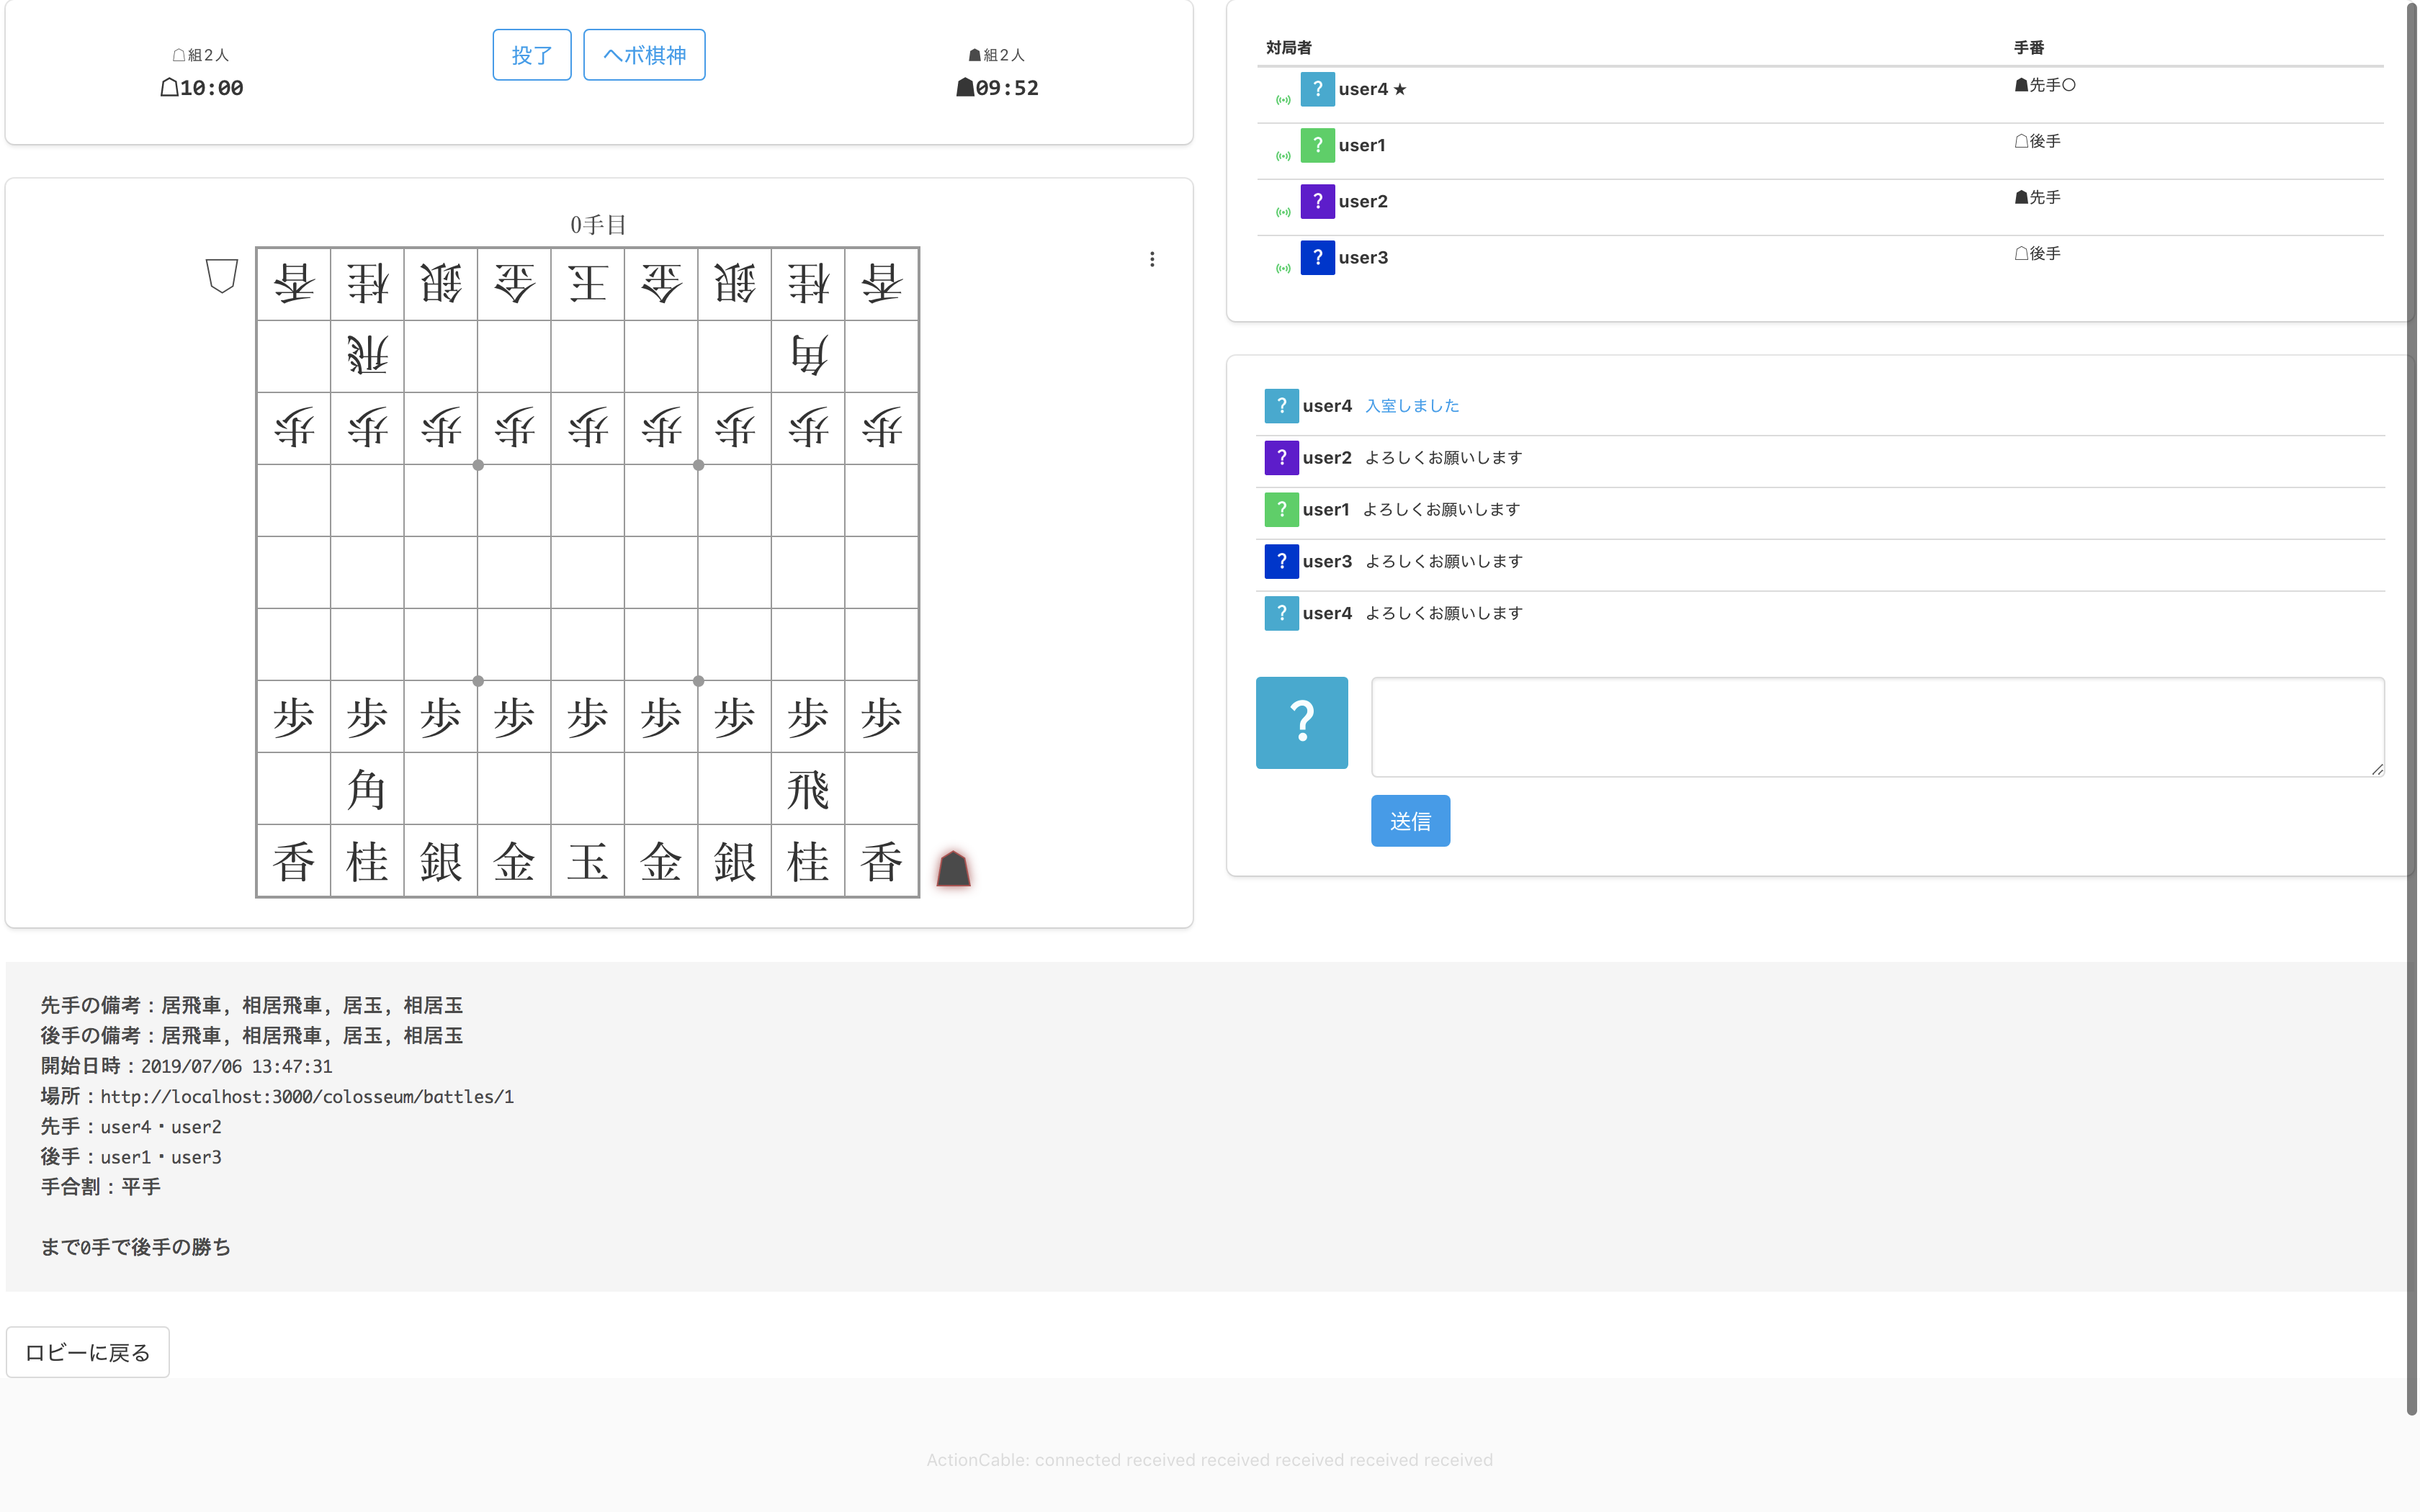 ☖組2人
☖10:00
投了
ヘボ棋神
☗組2人
☗09:52
0手目
香桂銀金王金銀桂香
飛角
歩歩歩歩歩歩歩歩歩
歩歩歩歩歩歩歩歩歩
角飛
香桂銀金玉金銀桂香
対局者 手番
? user4 ★ ☗先手〇
? user1 ☖後手
? user2 ☗先手
? user3 ☖後手
? user4 入室しました
? user2 よろしくお願いします
? user1 よろしくお願いします
? user3 よろしくお願いします
? user4 よろしくお願いします
?
送信
先手の備考：居飛車, 相居飛車, 居玉, 相居玉
後手の備考：居飛車, 相居飛車, 居玉, 相居玉
開始日時：2019/07/06 13:47:31
場所：http://localhost:3000/colosseum/battles/1
先手：user4・user2
後手：user1・user3
手合割：平手
まで0手で後手の勝ち
ロビーに戻る
ActionCable: connected received received received received received